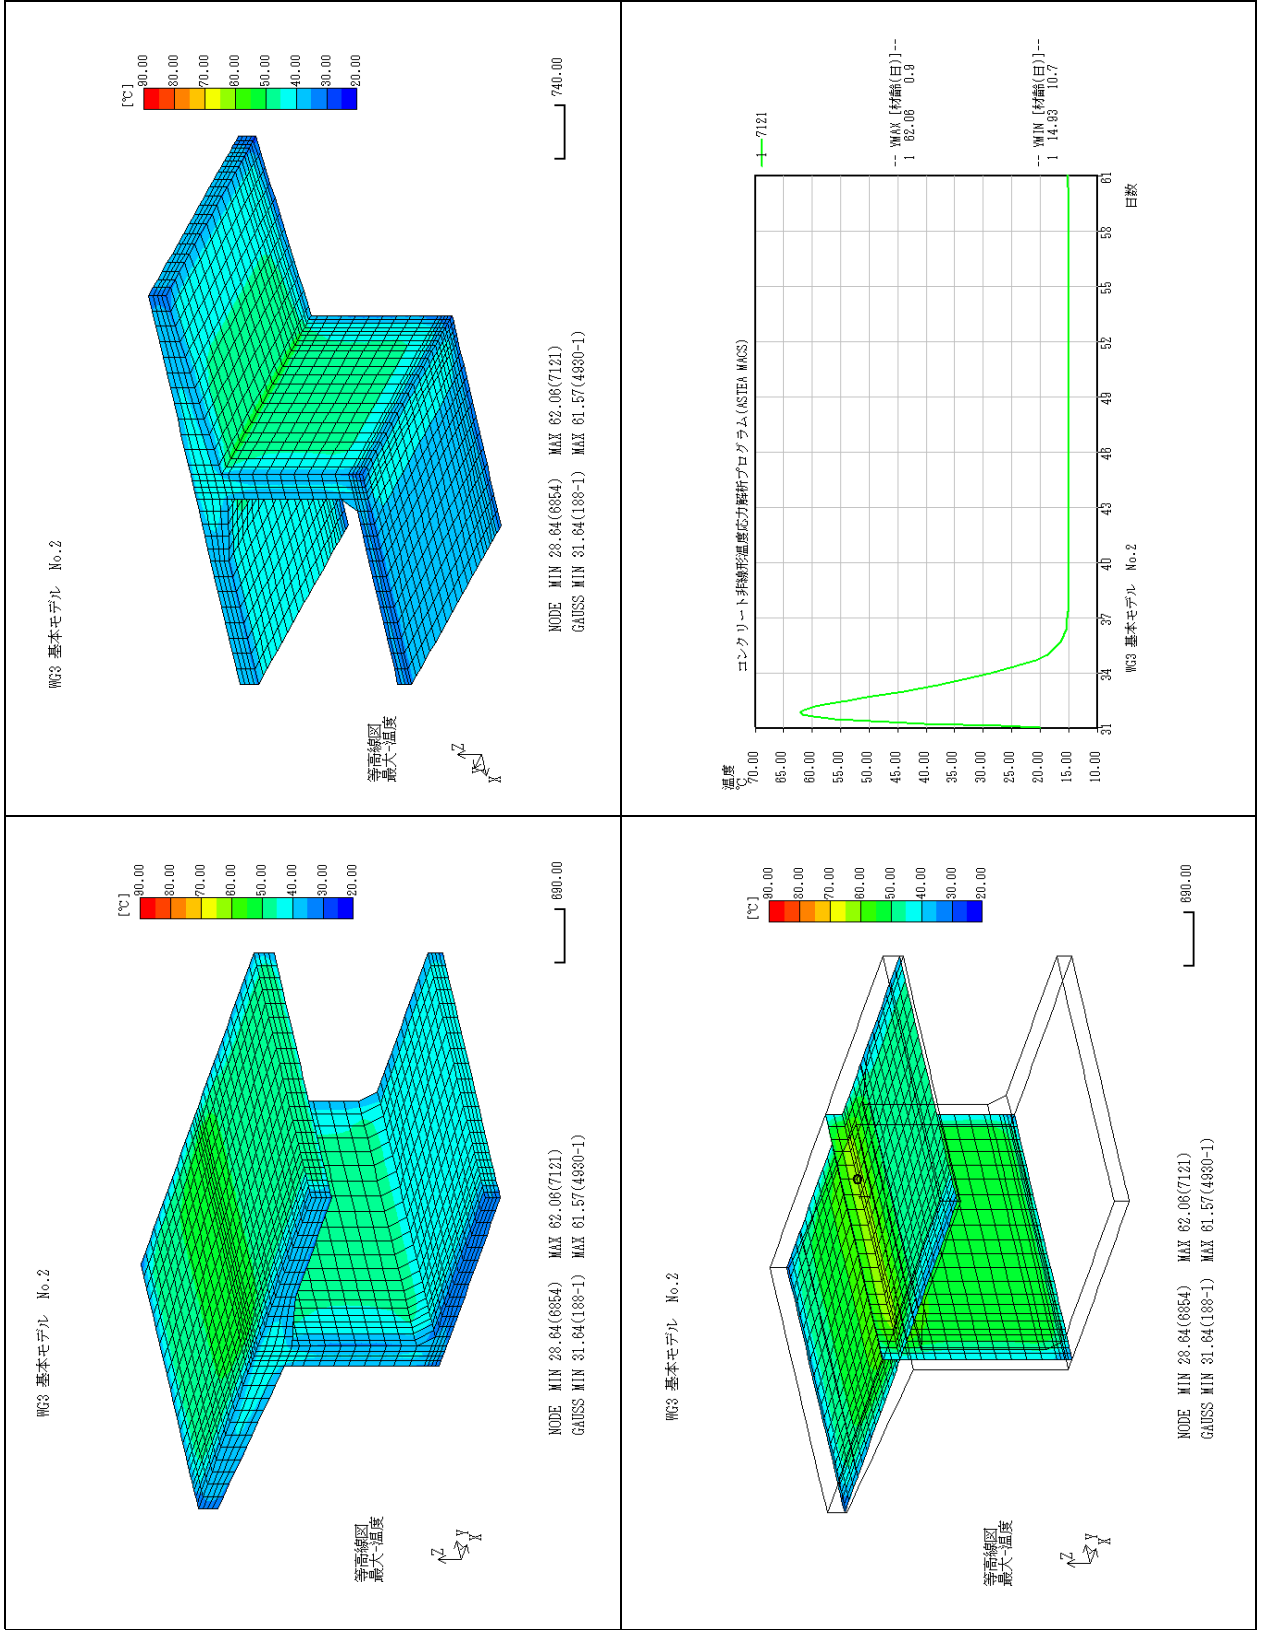 WG3 基本モデル No.2
[℃]
90.00
80.00
70.00
60.00
50.00
40.00
30.00
20.00
690.00
等高線図
最大-温度
Z
Y
X
NODE MIN 28.64(6854) MAX 62.06(7121)
GAUSS MIN 31.64(188-1) MAX 61.57(4930-1)
WG3 基本モデル No.2
[℃]
90.00
80.00
70.00
60.00
50.00
40.00
30.00
20.00
740.00
等高線図
最大-温度
Z
Y
X
NODE MIN 28.64(6854) MAX 62.06(7121)
GAUSS MIN 31.64(188-1) MAX 61.57(4930-1)
WG3 基本モデル No.2
[℃]
90.00
80.00
70.00
60.00
50.00
40.00
30.00
20.00
690.00
等高線図
最大-温度
Z
Y
X
NODE MIN 28.64(6854) MAX 62.06(7121)
GAUSS MIN 31.64(188-1) MAX 61.57(4930-1)
コンクリート非線形温度応力解析プログラム(ASTEA MACS)
温度
℃
70.00
65.00
60.00
55.00
50.00
45.00
40.00
35.00
30.00
25.00
20.00
15.00
10.00
1 7121
-- YMAX [材齢(日)]--
1 62.06 0.9
-- YMIN [材齢(日)]--
1 14.93 10.7
31 34 37 40 43 46 49 52 55 58 61
日数
WG3 基本モデル No.2